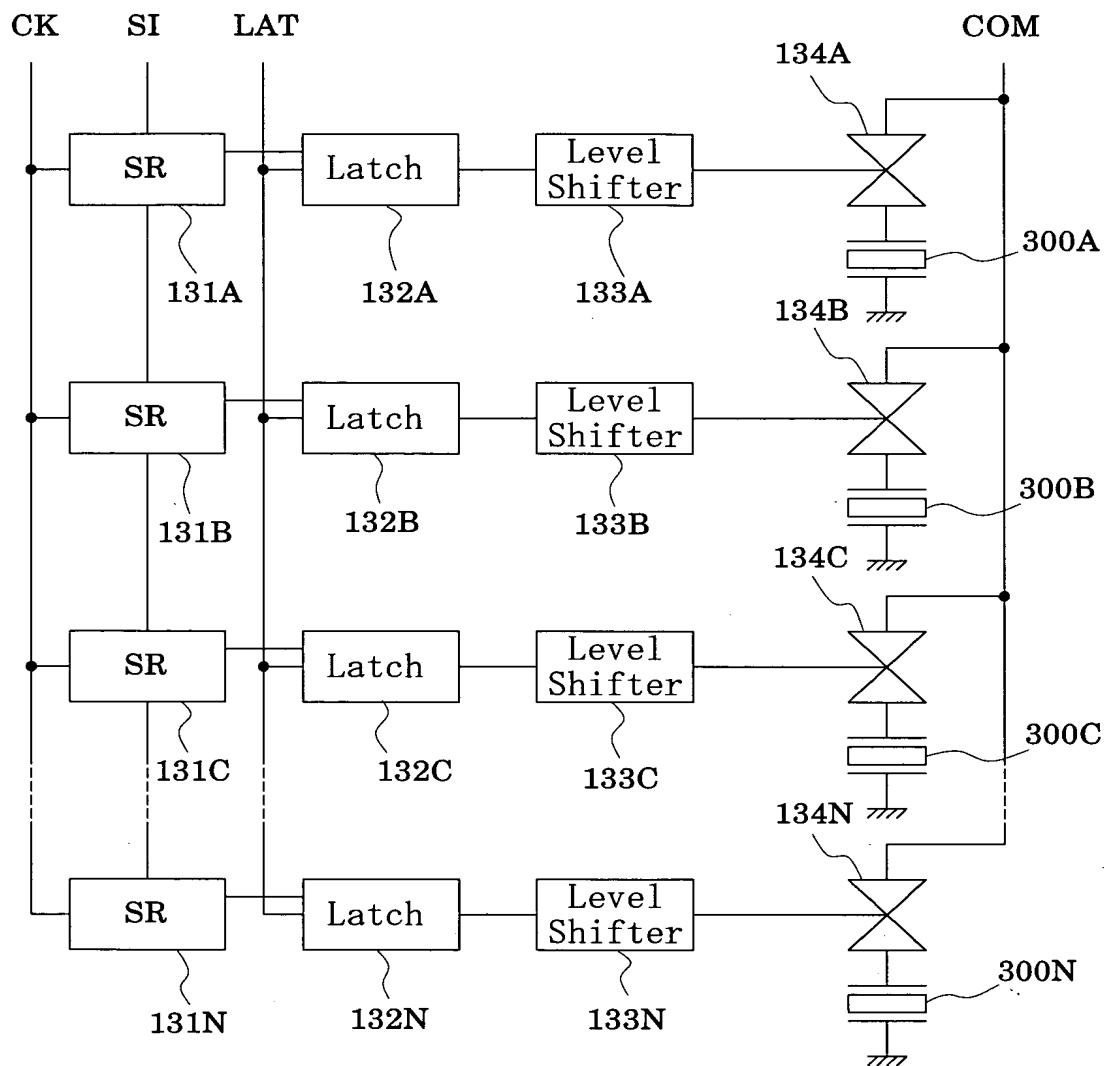 CK SI LAT COM
134A
SR Latch Level Shifter
300A
131A 132A 133A
134B
SR Latch Level Shifter
300B
131B 132B 133B
134C
SR Latch Level Shifter
300C
131C 132C 133C
134N
SR Latch Level Shifter
300N
131N 132N 133N